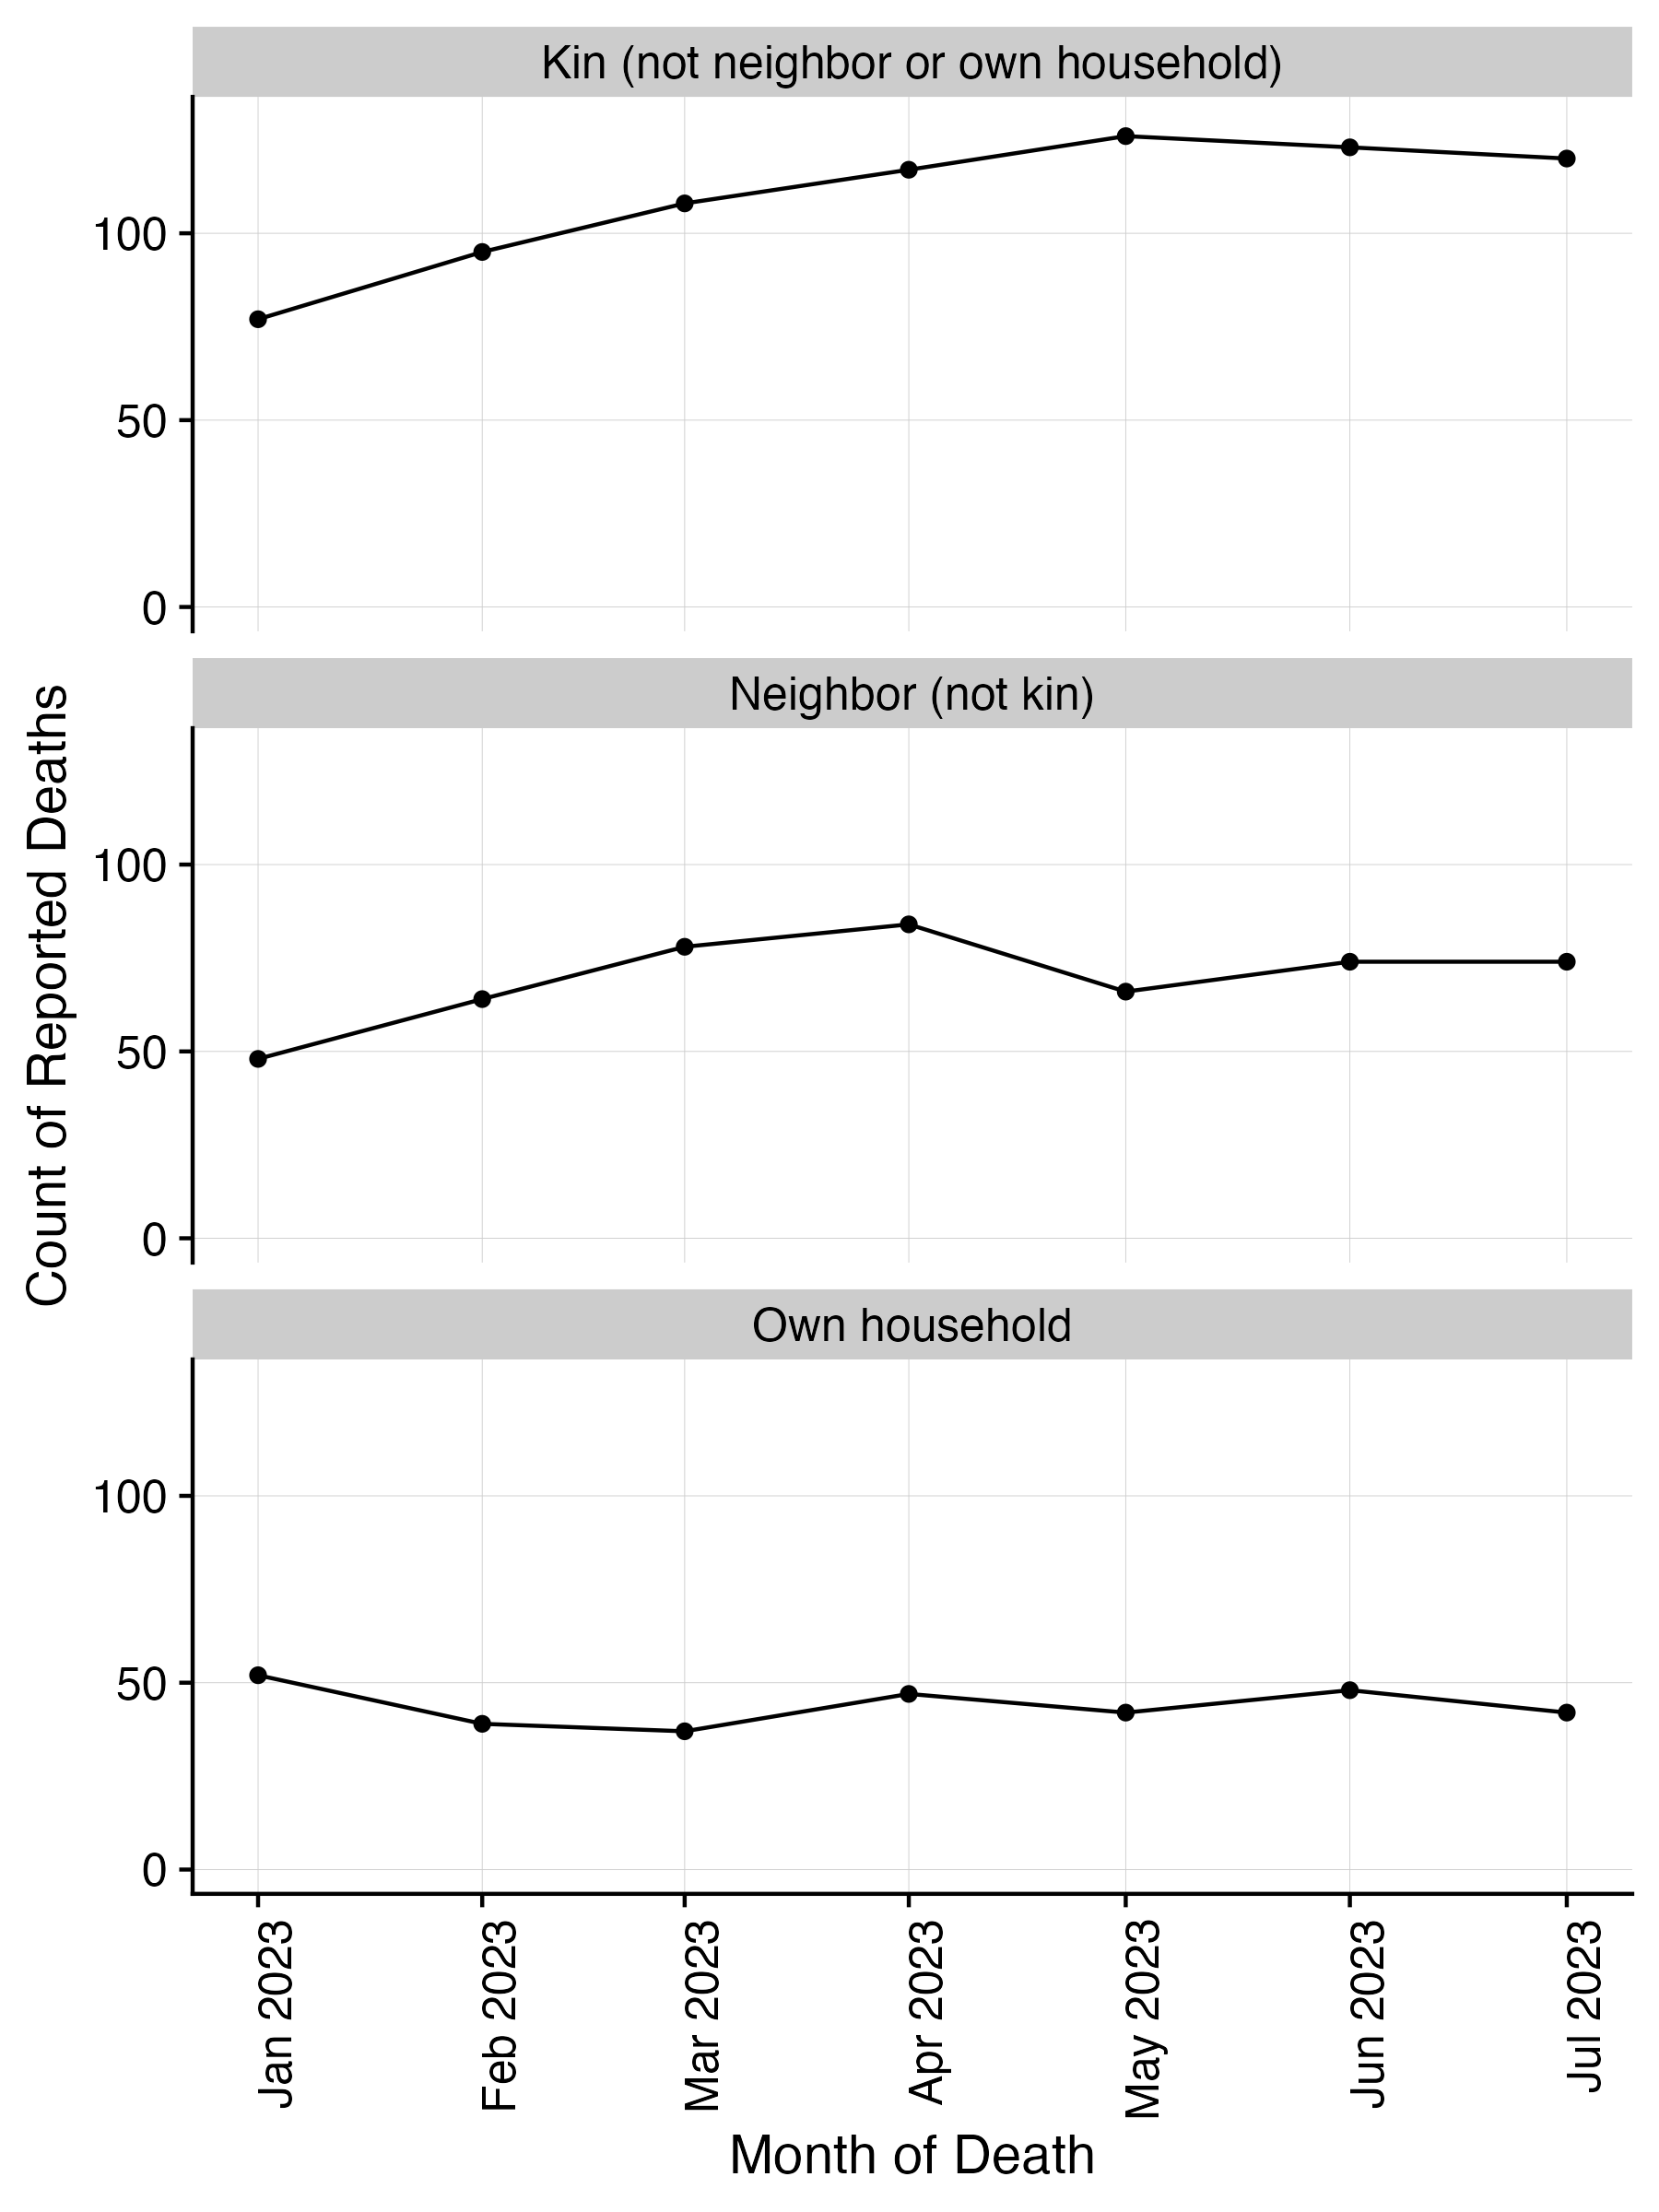 Kin (not neighbor or own household)
100
50
0
Neighbor (not kin)
100
50
0
Own household
100
50
0
Count of Reported Deaths
Jan 2023
Feb 2023
Mar 2023
Apr 2023
May 2023
Jun 2023
Jul 2023
Month of Death